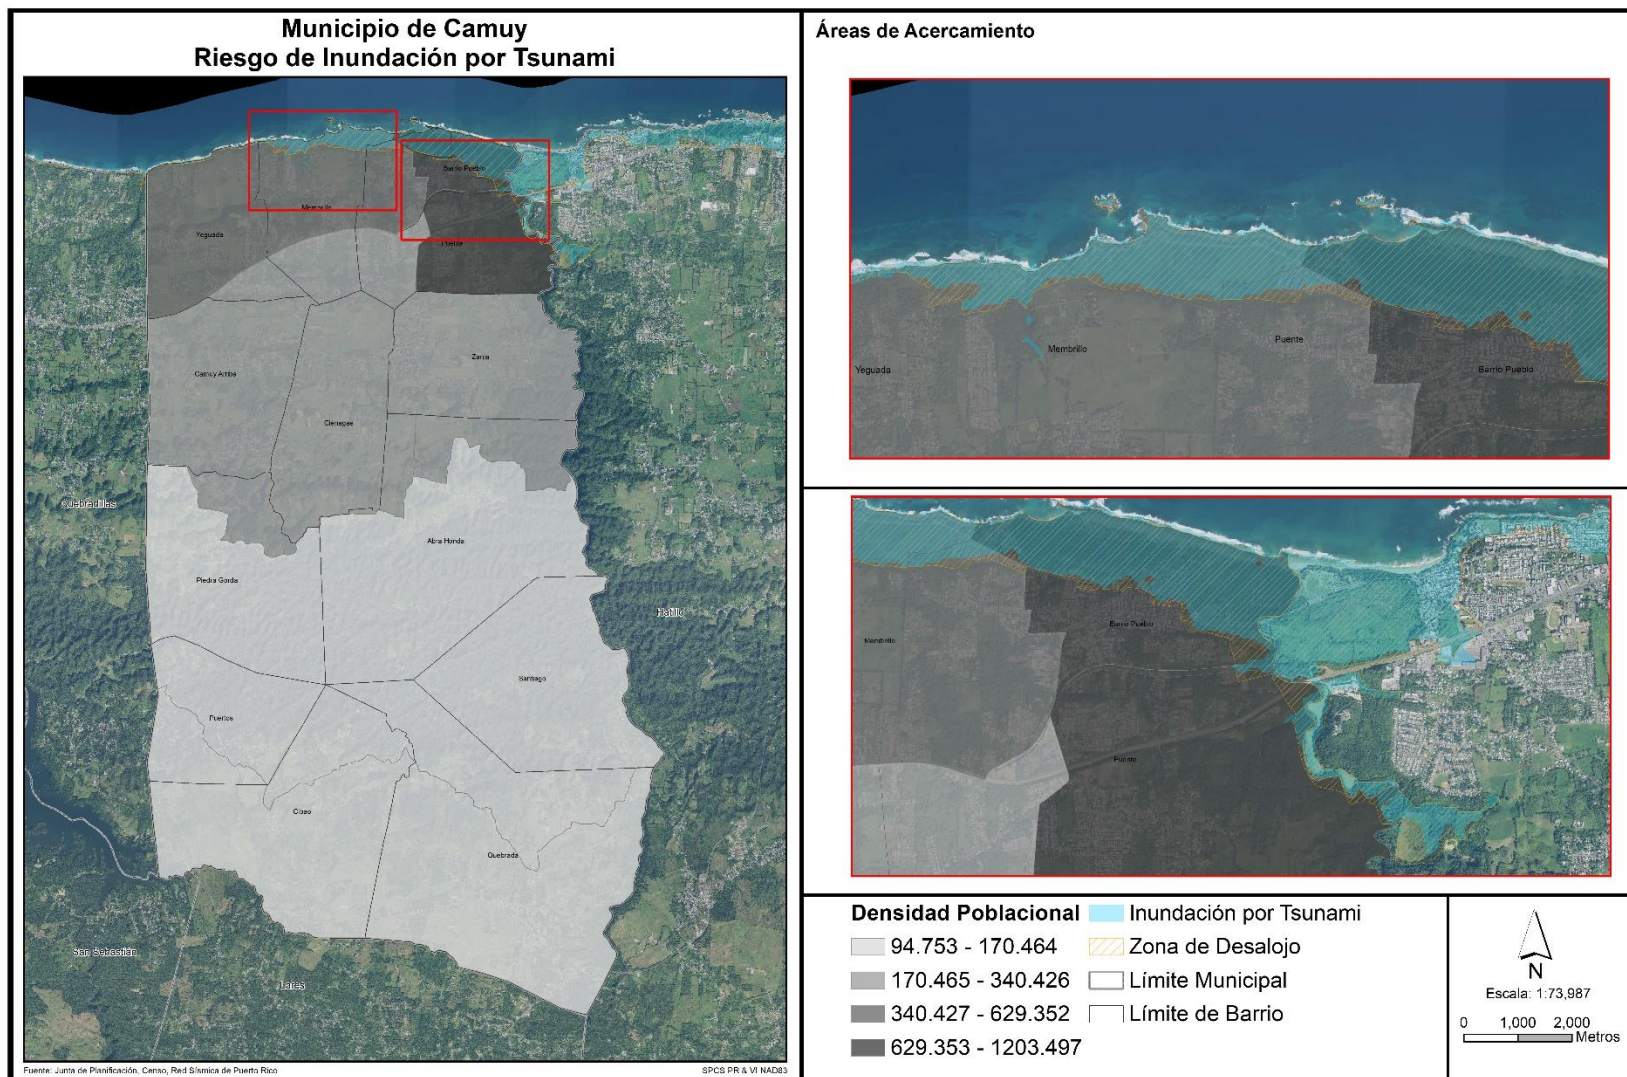 Municipio de Camuy
Riesgo de Inundación por Tsunami
Barrio Pueblo
Membrillo
Yeguada
Puente
Zanja
Camuy Arriba
Cienagas
Quebradillas
Abra Honda
Piedra Gorda
Hatillo
Santiago
Puertos
Cibao
Quebrada
San Sebastián
Lares
Fuente: Junta de Planificación, Censo, Red Sísmica de Puerto Rico
SPCS PR & VI NAD83
Áreas de Acercamiento
Puente
Membrillo
Yeguada
Barrio Pueblo
Barrio Pueblo
Membrillo
Puente
Densidad Poblacional
94.753 - 170.464
170.465 - 340.426
340.427 - 629.352
629.353 - 1203.497
Inundación por Tsunami
Zona de Desalojo
Límite Municipal
Límite de Barrio
N
Escala: 1:73,987
0 1,000 2,000
Metros